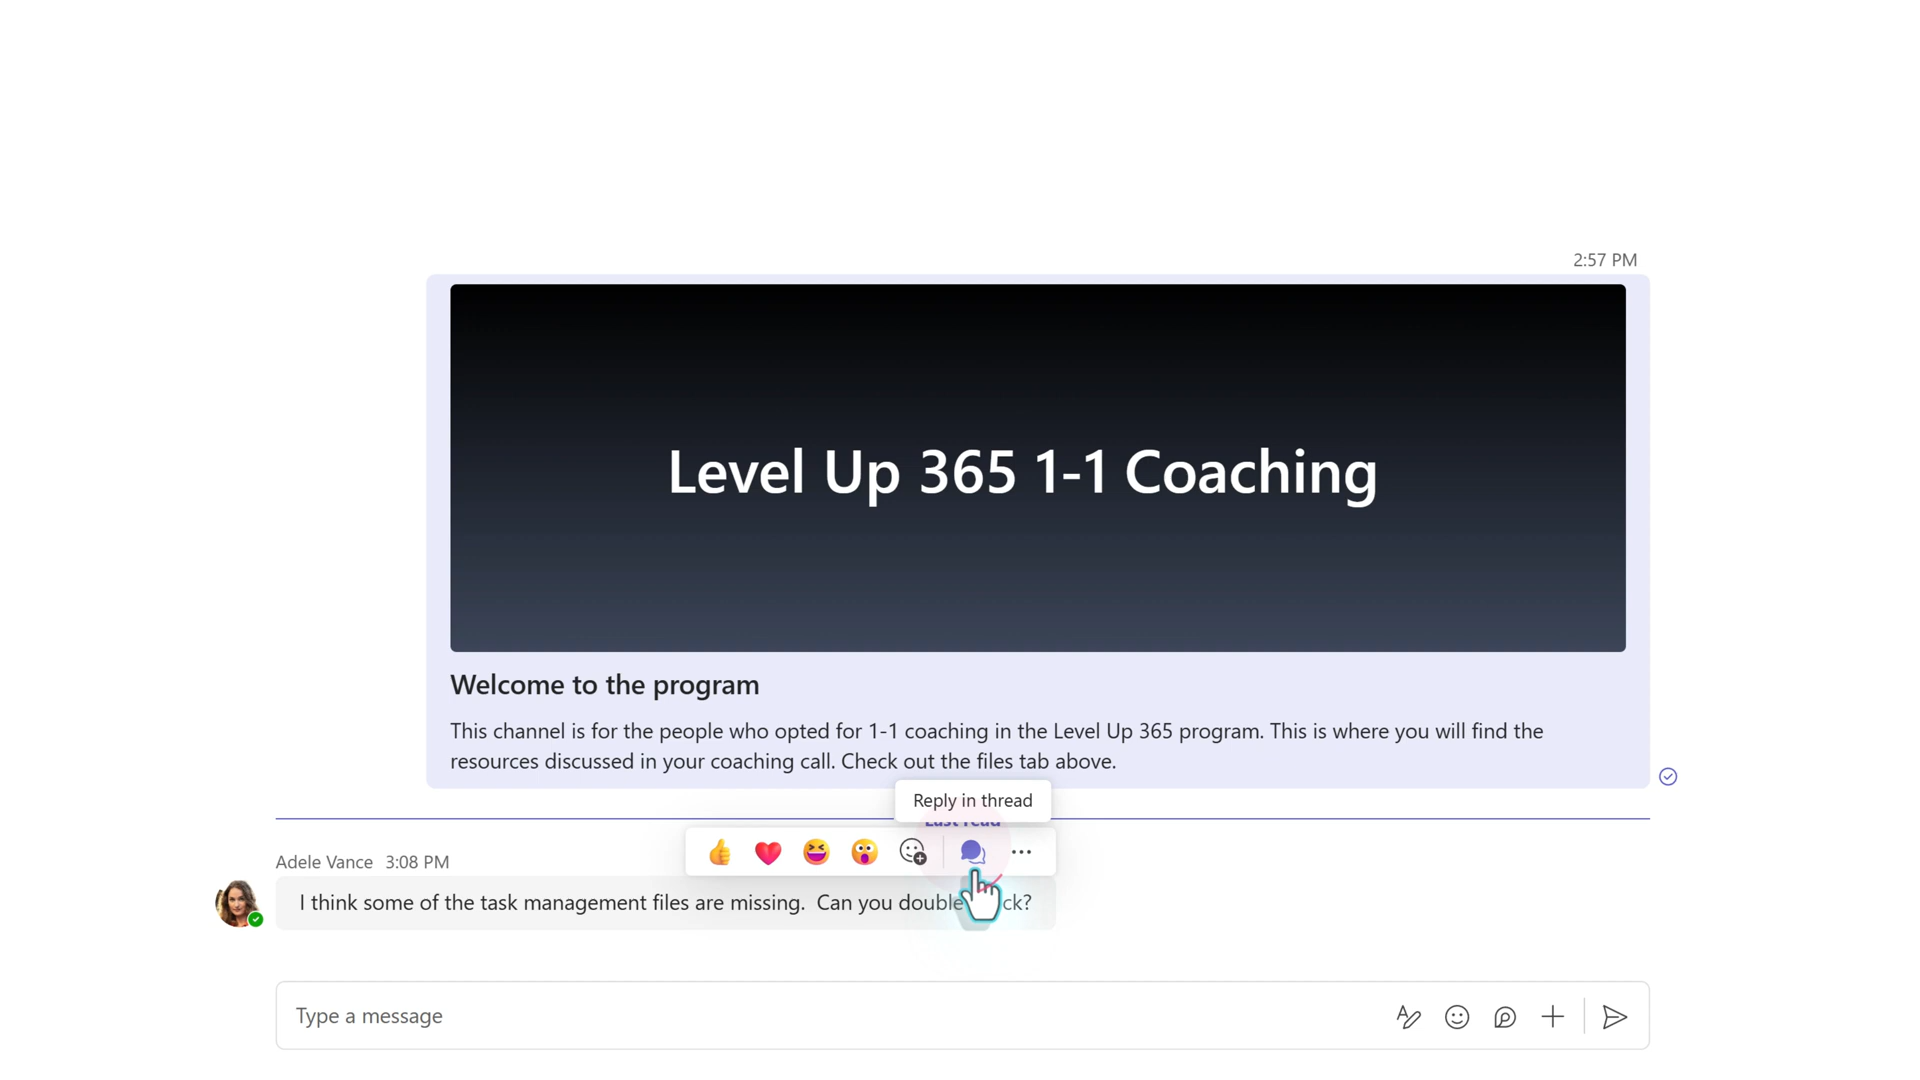 2:57 PM
Level Up 365 1-1 Coaching
Welcome to the program
This channel is for the people who opted for 1-1 coaching in the Level Up 365 program. This is where you will find the
resources discussed in your coaching call. Check out the files tab above.
Reply in thread
Last read
Adele Vance 3:08 PM
I think some of the task management files are missing. Can you double ck?
Type a message